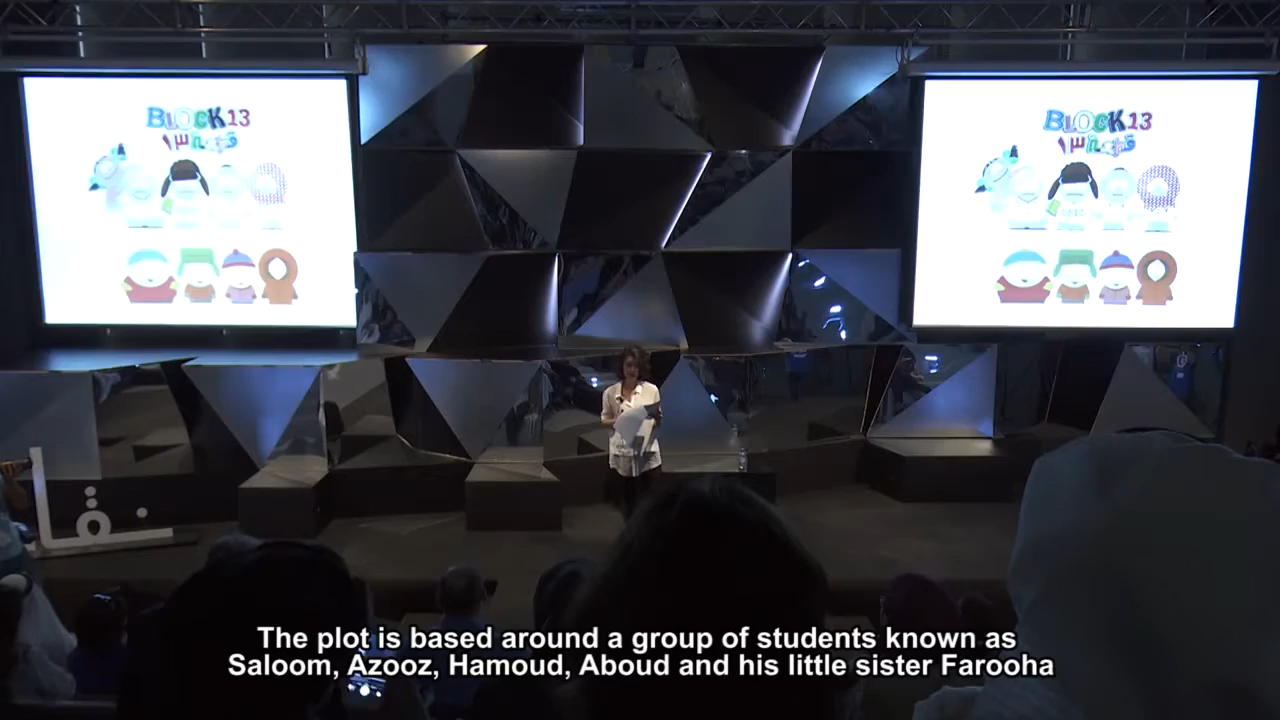 BLOCK13
قطعة ١٣
BLOCK13
قطعة ١٣
The plot is based around a group of students known as
Saloom, Azooz, Hamoud, Aboud and his little sister Farooha